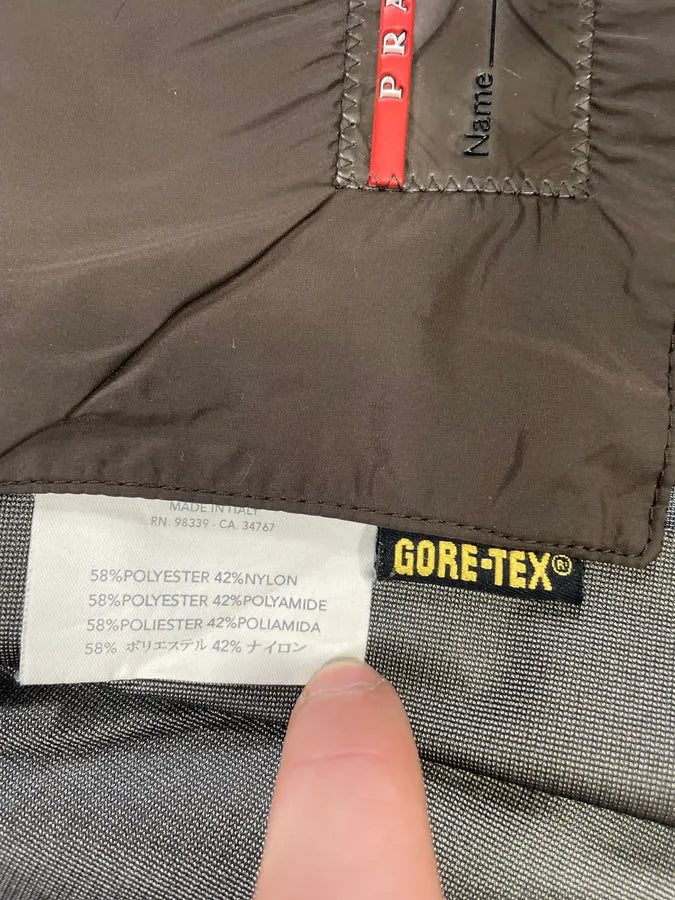 PRA
Name
MADE IN ITALY
RN. 98339 - CA. 34767
58%POLYESTER 42%NYLON
58%POLYESTER 42%POLYAMIDE
58%POLIESTER 42%POLIAMIDA
58% ポリエステル 42% ナイロン
GORE-TEX®